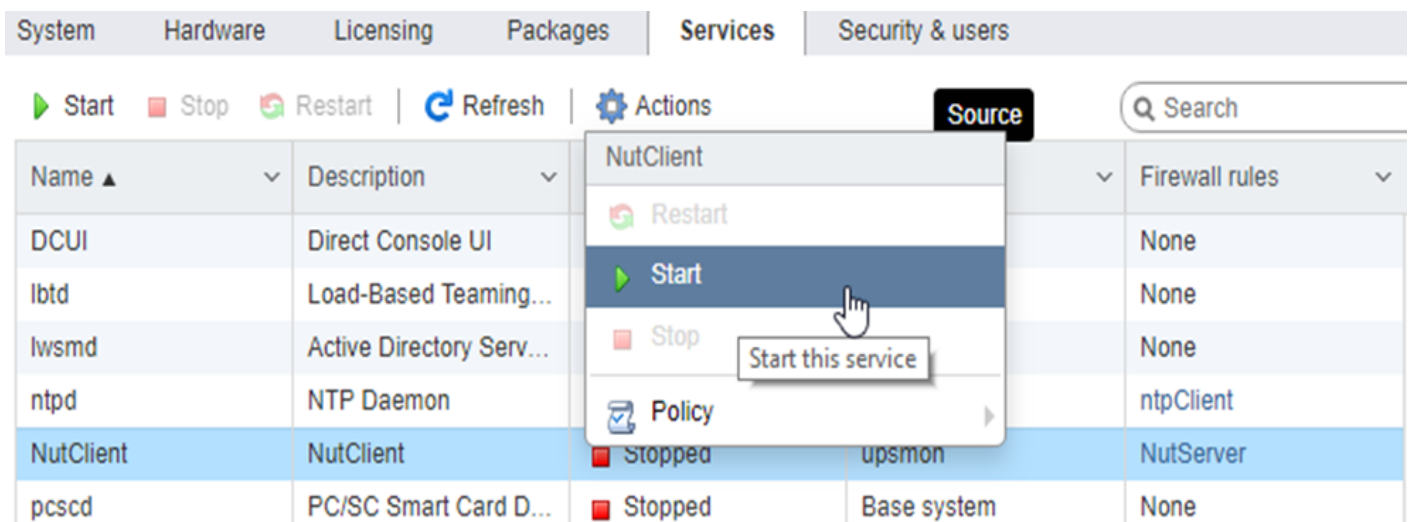 System Hardware Licensing Packages Services Security & users
Start Stop Restart Refresh Actions Source Search
Name Description Firewall rules
NutClient
Restart
Start
Stop
Start this service
Policy
DCUI Direct Console UI None
lbtd Load-Based Teaming... None
lwsmd Active Directory Serv... None
ntpd NTP Daemon ntpClient
NutClient NutClient Stopped upsmon NutServer
pcscd PC/SC Smart Card D... Stopped Base system None